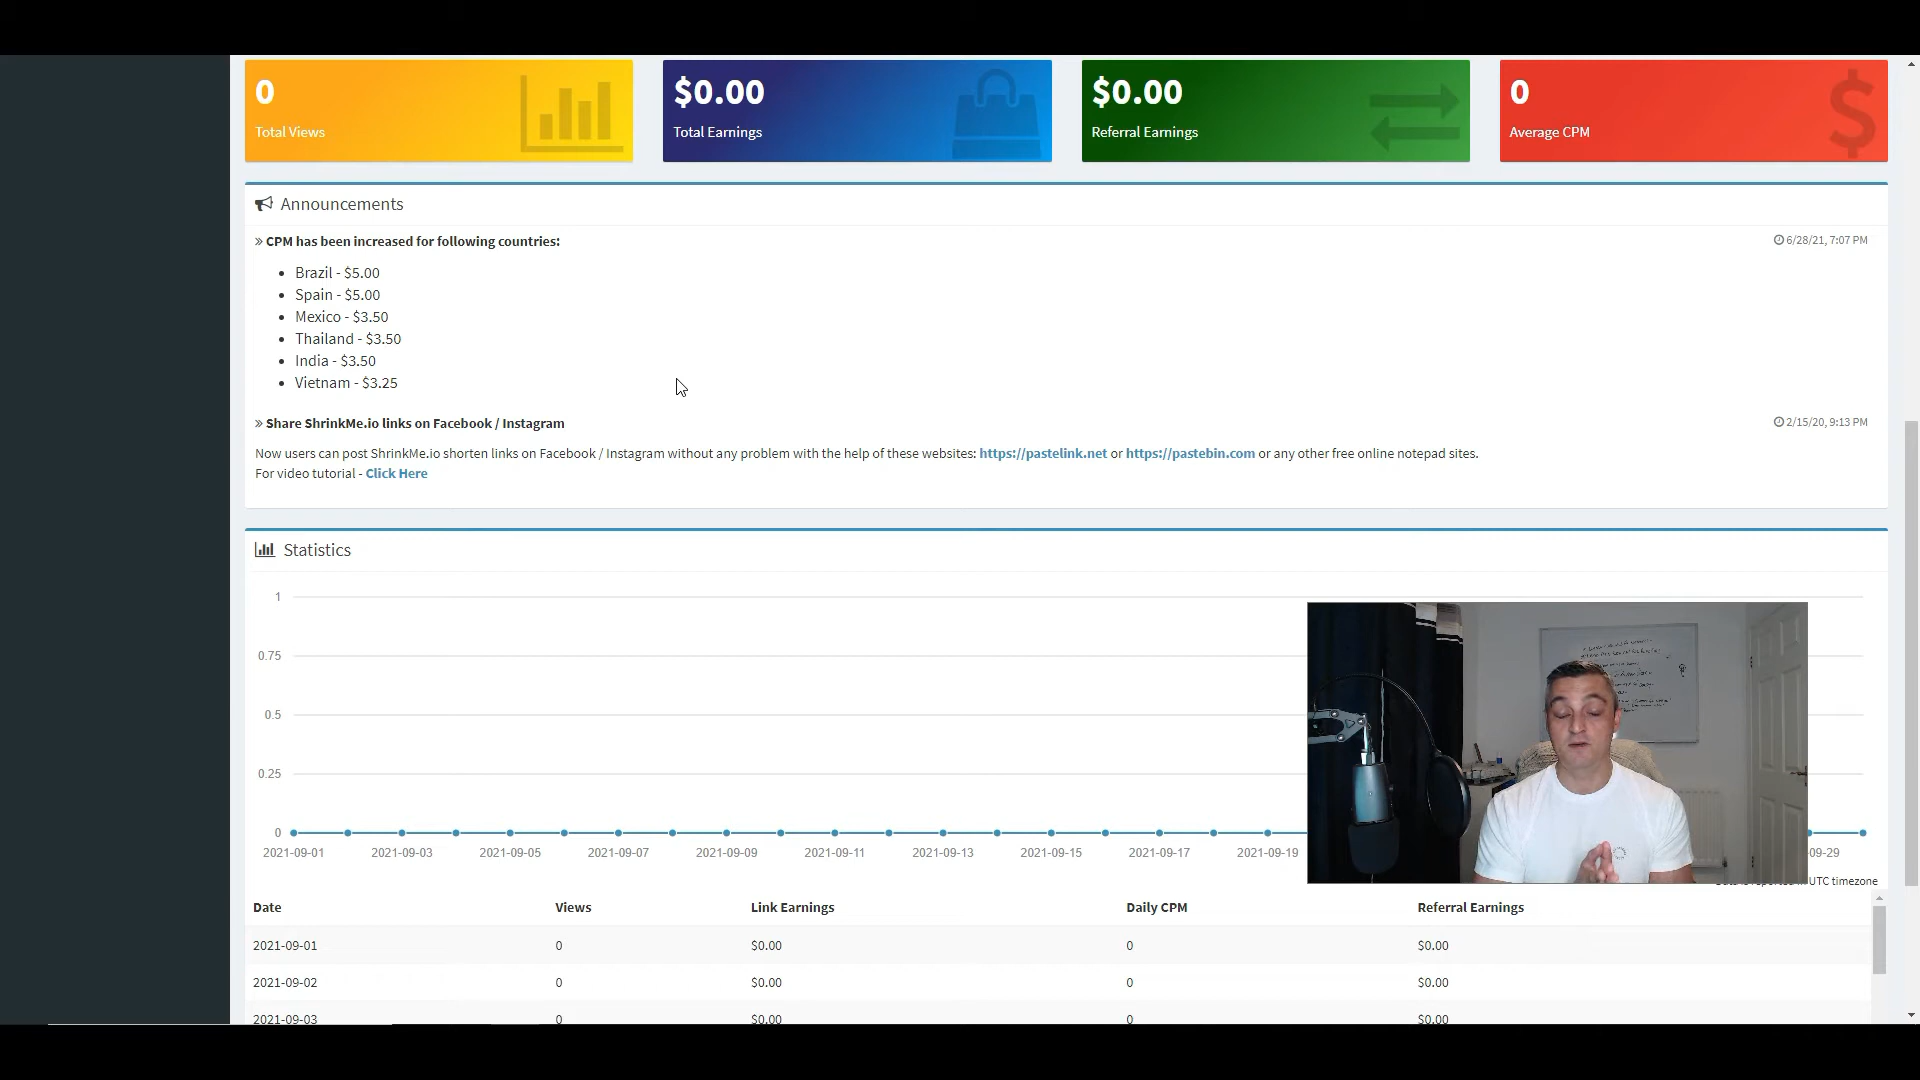 0
Total Views
$0.00
Total Earnings
$0.00
Referral Earnings
0
Average CPM
Announcements
» CPM has been increased for following countries:
6/28/21, 7:07 PM
• Brazil - $5.00
• Spain - $5.00
• Mexico - $3.50
• Thailand - $3.50
• India - $3.50
• Vietnam - $3.25
» Share ShrinkMe.io links on Facebook / Instagram
2/15/20, 9:13 PM
Now users can post ShrinkMe.io shorten links on Facebook / Instagram without any problem with the help of these websites: https://pastelink.net or https://pastebin.com or any other free online notepad sites.
For video tutorial - Click Here
Statistics
1
0.75
0.5
0.25
0
2021-09-01 2021-09-03 2021-09-05 2021-09-07 2021-09-09 2021-09-11 2021-09-13 2021-09-15 2021-09-17 2021-09-19 09-29
UTC timezone
Date Views Link Earnings Daily CPM Referral Earnings
2021-09-01 0 $0.00 0 $0.00
2021-09-02 0 $0.00 0 $0.00
2021-09-03 0 $0.00 0 $0.00